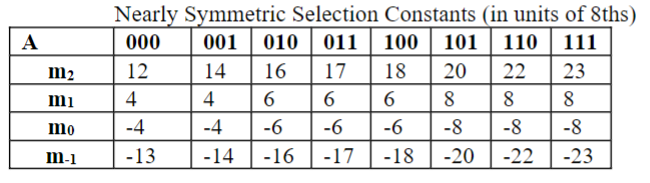 Nearly Symmetric Selection Constants (in units of 8ths)
A 000 001 010 011 100 101 110 111
m2 12 14 16 17 18 20 22 23
m1 4 4 6 6 6 8 8 8
m0 -4 -4 -6 -6 -6 -8 -8 -8
m-1 -13 -14 -16 -17 -18 -20 -22 -23